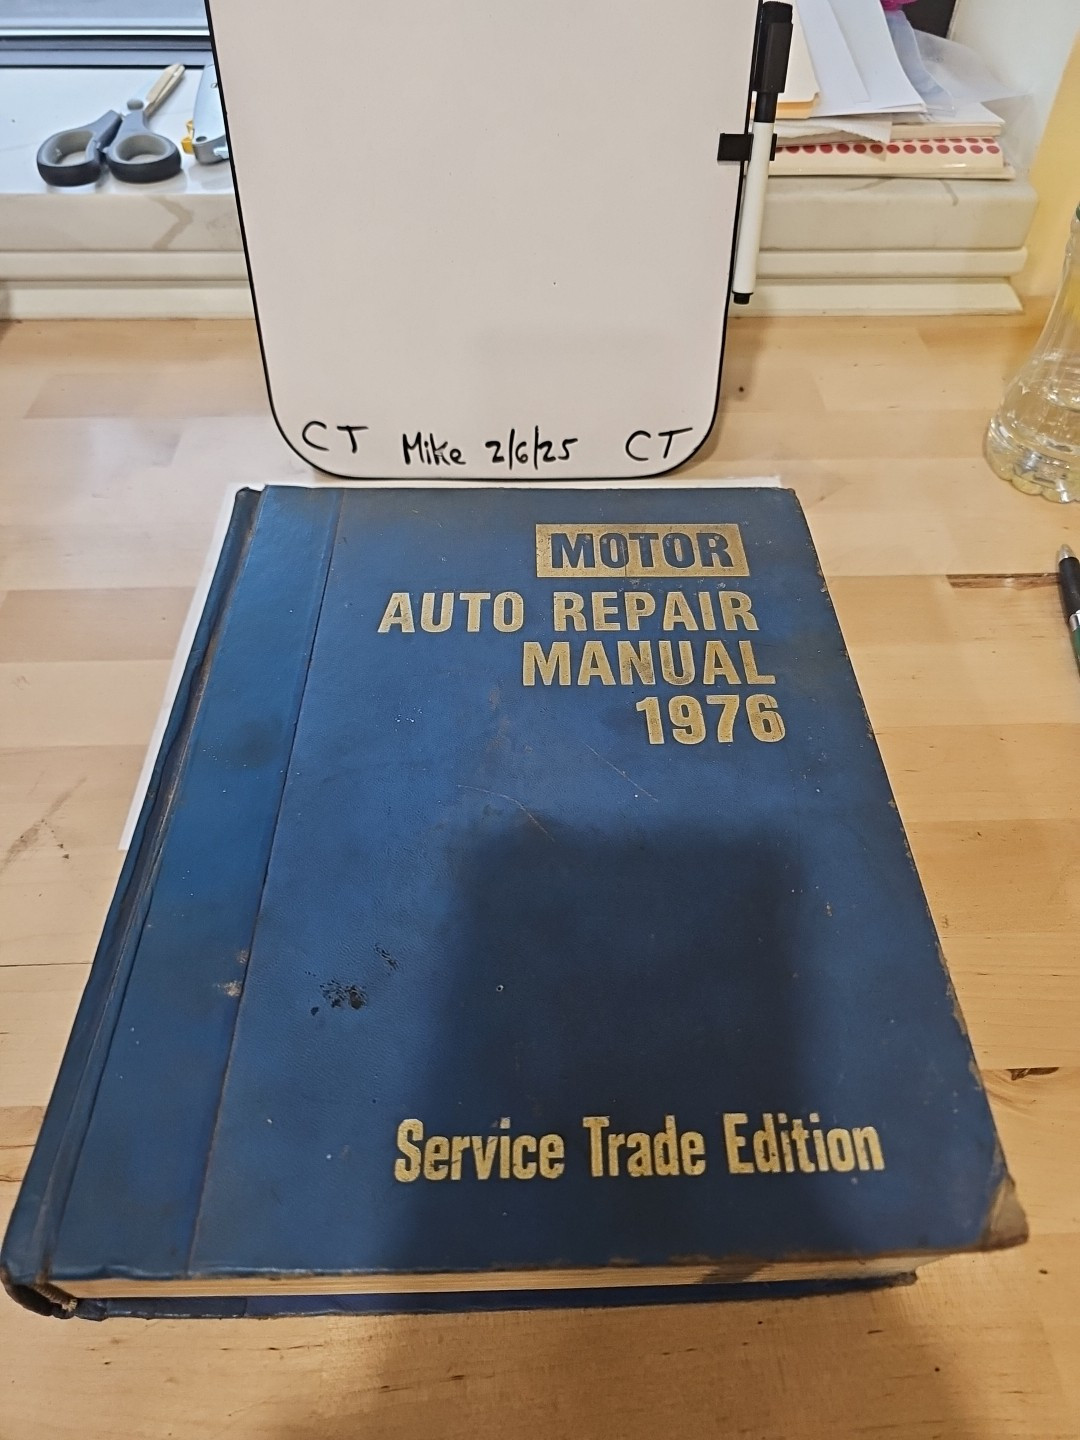 CT Mike 2/6/25 CT
MOTOR
AUTO REPAIR
MANUAL
1976
Service Trade Edition